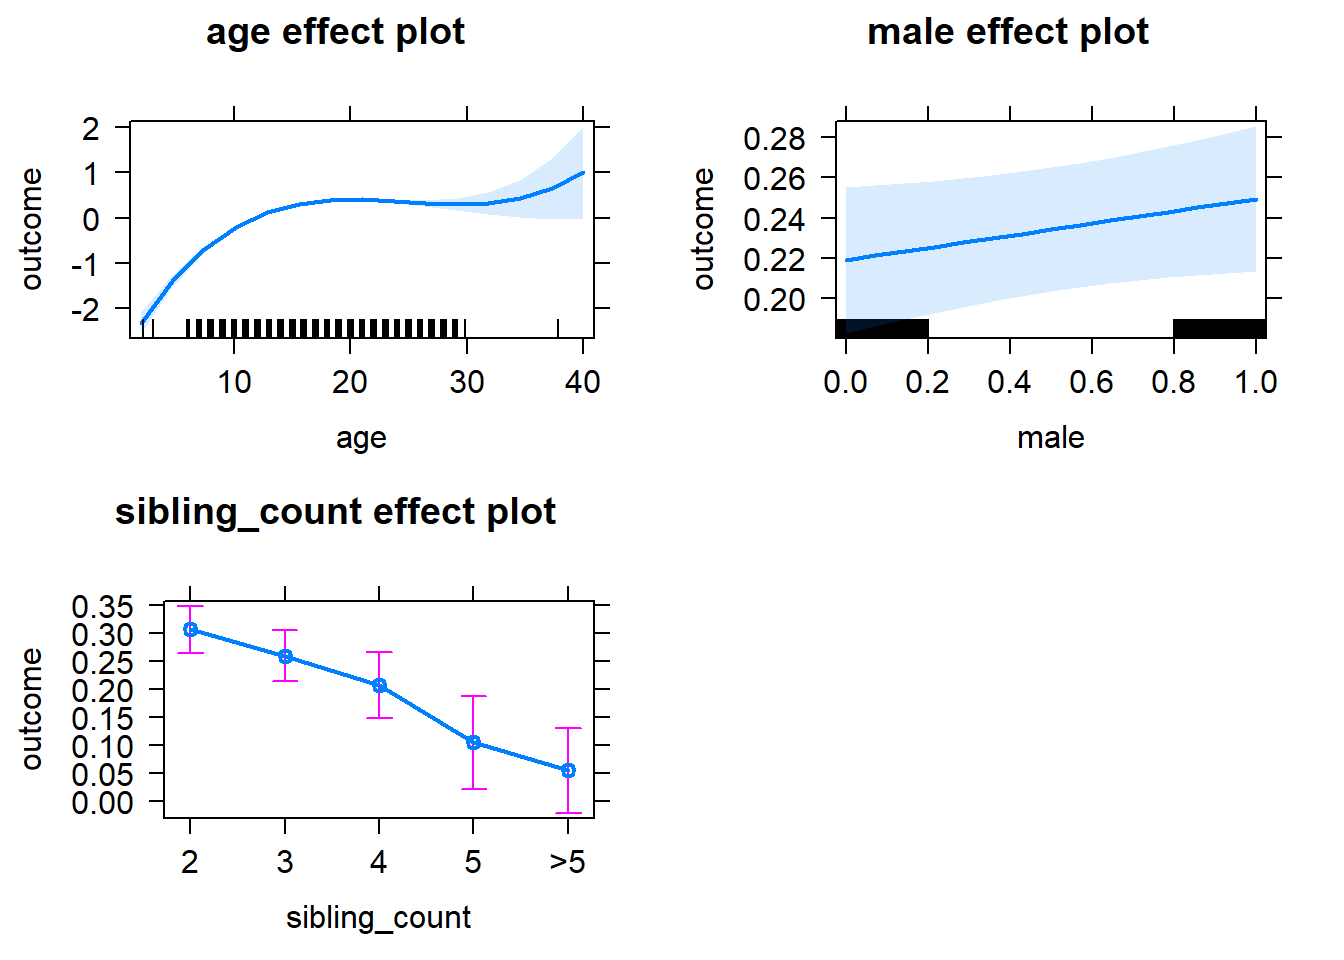 age effect plot
outcome
2
1
0
-1
-2
10 20 30 40
age
male effect plot
outcome
0.28
0.26
0.24
0.22
0.20
0.0 0.2 0.4 0.6 0.8 1.0
male
sibling_count effect plot
outcome
0.35
0.30
0.25
0.20
0.15
0.10
0.05
0.00
2 3 4 5 >5
sibling_count